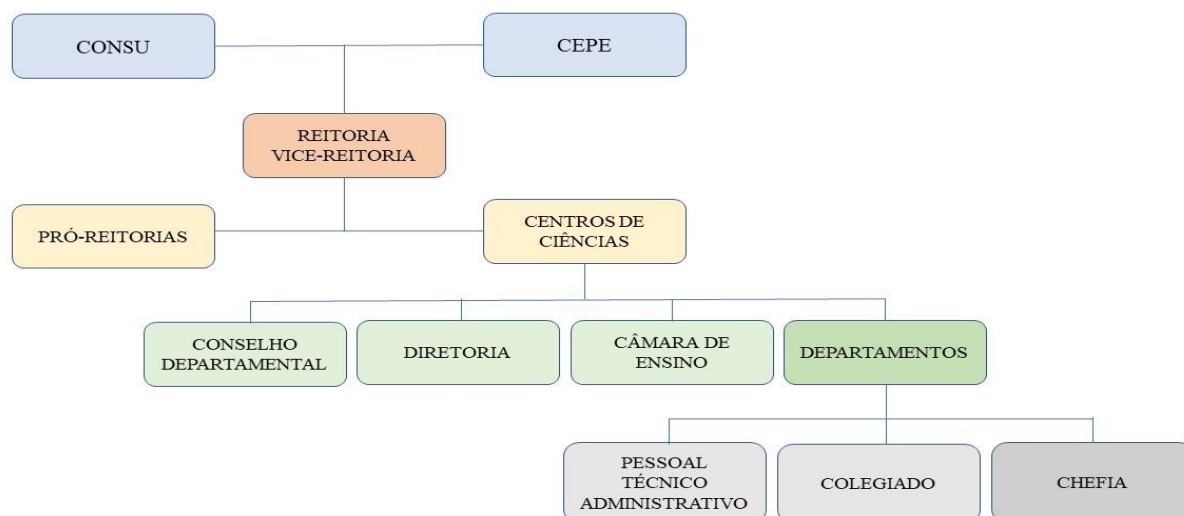 CONSU
CEPE
REITORIA
VICE-REITORIA
PRÓ-REITORIAS
CENTROS DE
CIÊNCIAS
CONSELHO
DEPARTAMENTAL
DIRETORIA
CÂMARA DE
ENSINO
DEPARTAMENTOS
PESSOAL
TÉCNICO
ADMINISTRATIVO
COLEGIADO
CHEFIA